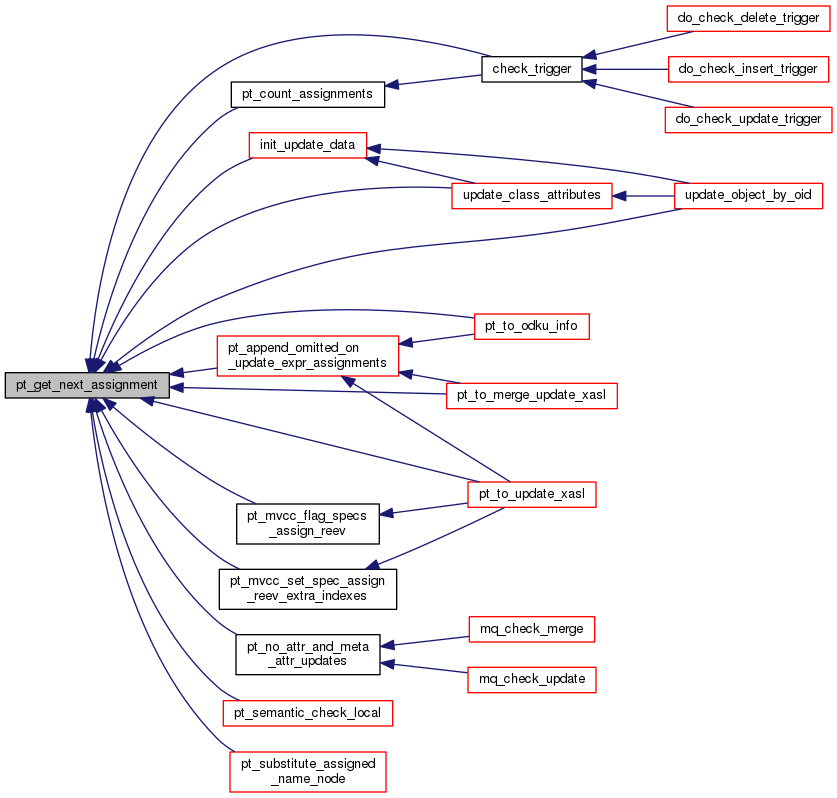 do_check_delete_trigger
check_trigger
do_check_insert_trigger
pt_count_assignments
do_check_update_trigger
init_update_data
update_class_attributes
update_object_by_oid
pt_to_odku_info
pt_append_omitted_on
_update_expr_assignments
pt_get_next_assignment
pt_to_merge_update_xasl
pt_to_update_xasl
pt_mvcc_flag_specs
_assign_reev
pt_mvcc_set_spec_assign
_reev_extra_indexes
mq_check_merge
pt_no_attr_and_meta
_attr_updates
mq_check_update
pt_semantic_check_local
pt_substitute_assigned
_name_node